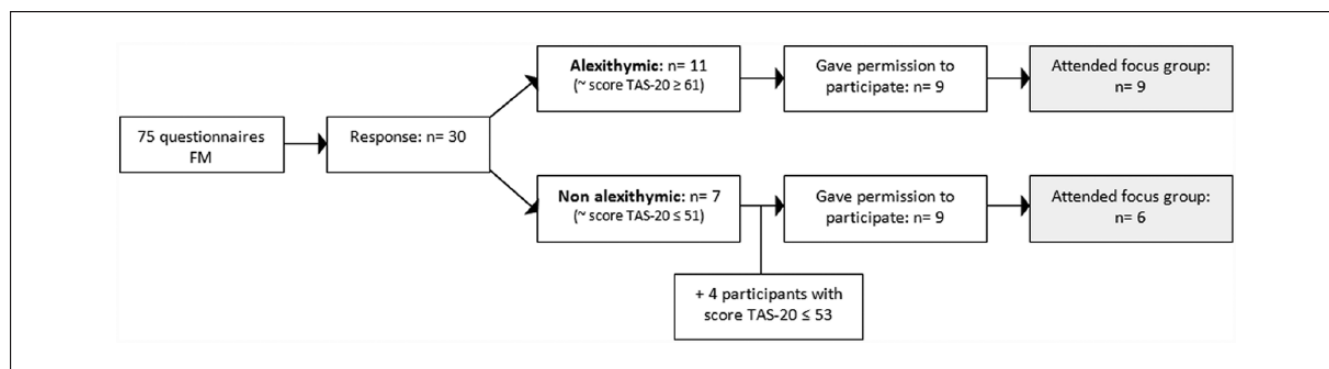 75 questionnaires
FM
Response: n= 30
Alexithymic: n= 11
(~ score TAS-20 ≥ 61)
Gave permission to
participate: n= 9
Attended focus group:
n= 9
Non alexithymic: n= 7
(~ score TAS-20 ≤ 51)
Gave permission to
participate: n= 9
Attended focus group:
n= 6
+ 4 participants with
score TAS-20 ≤ 53